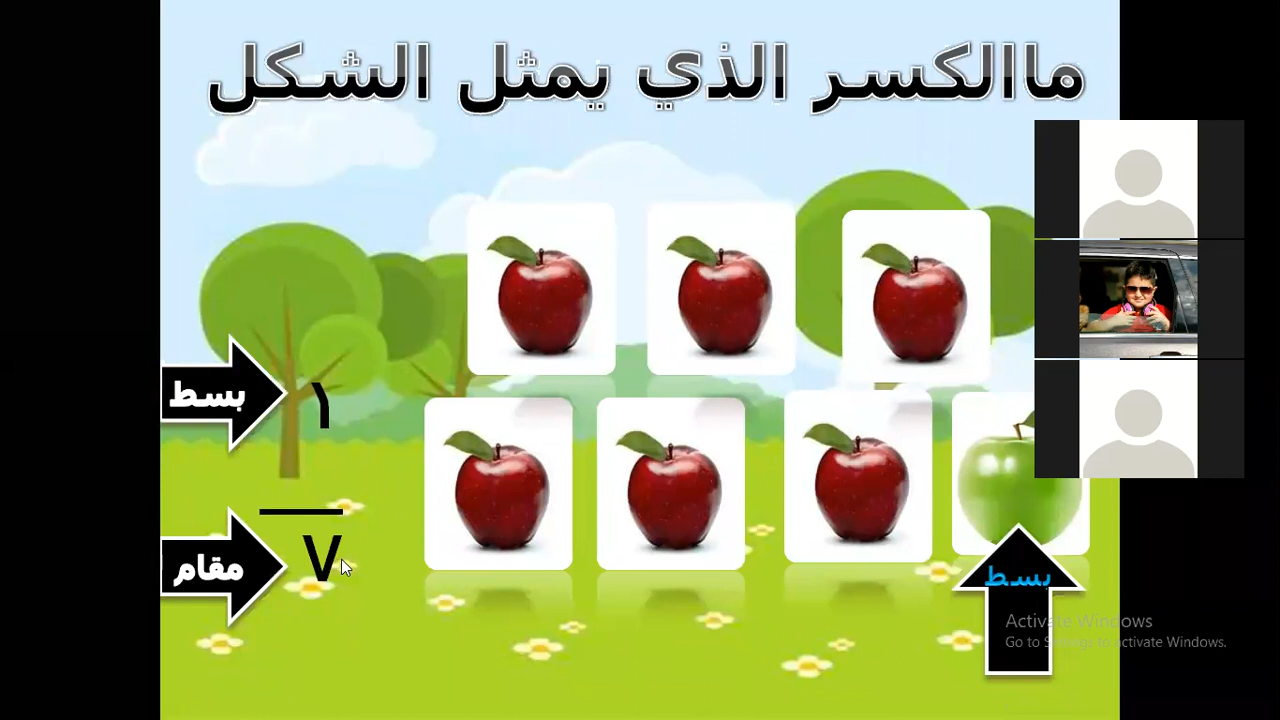 ماالكسر الذي يمثل الشكل
بسط
١
مقام
٧
بسط
Activate Windows
Go to Settings to activate Windows.